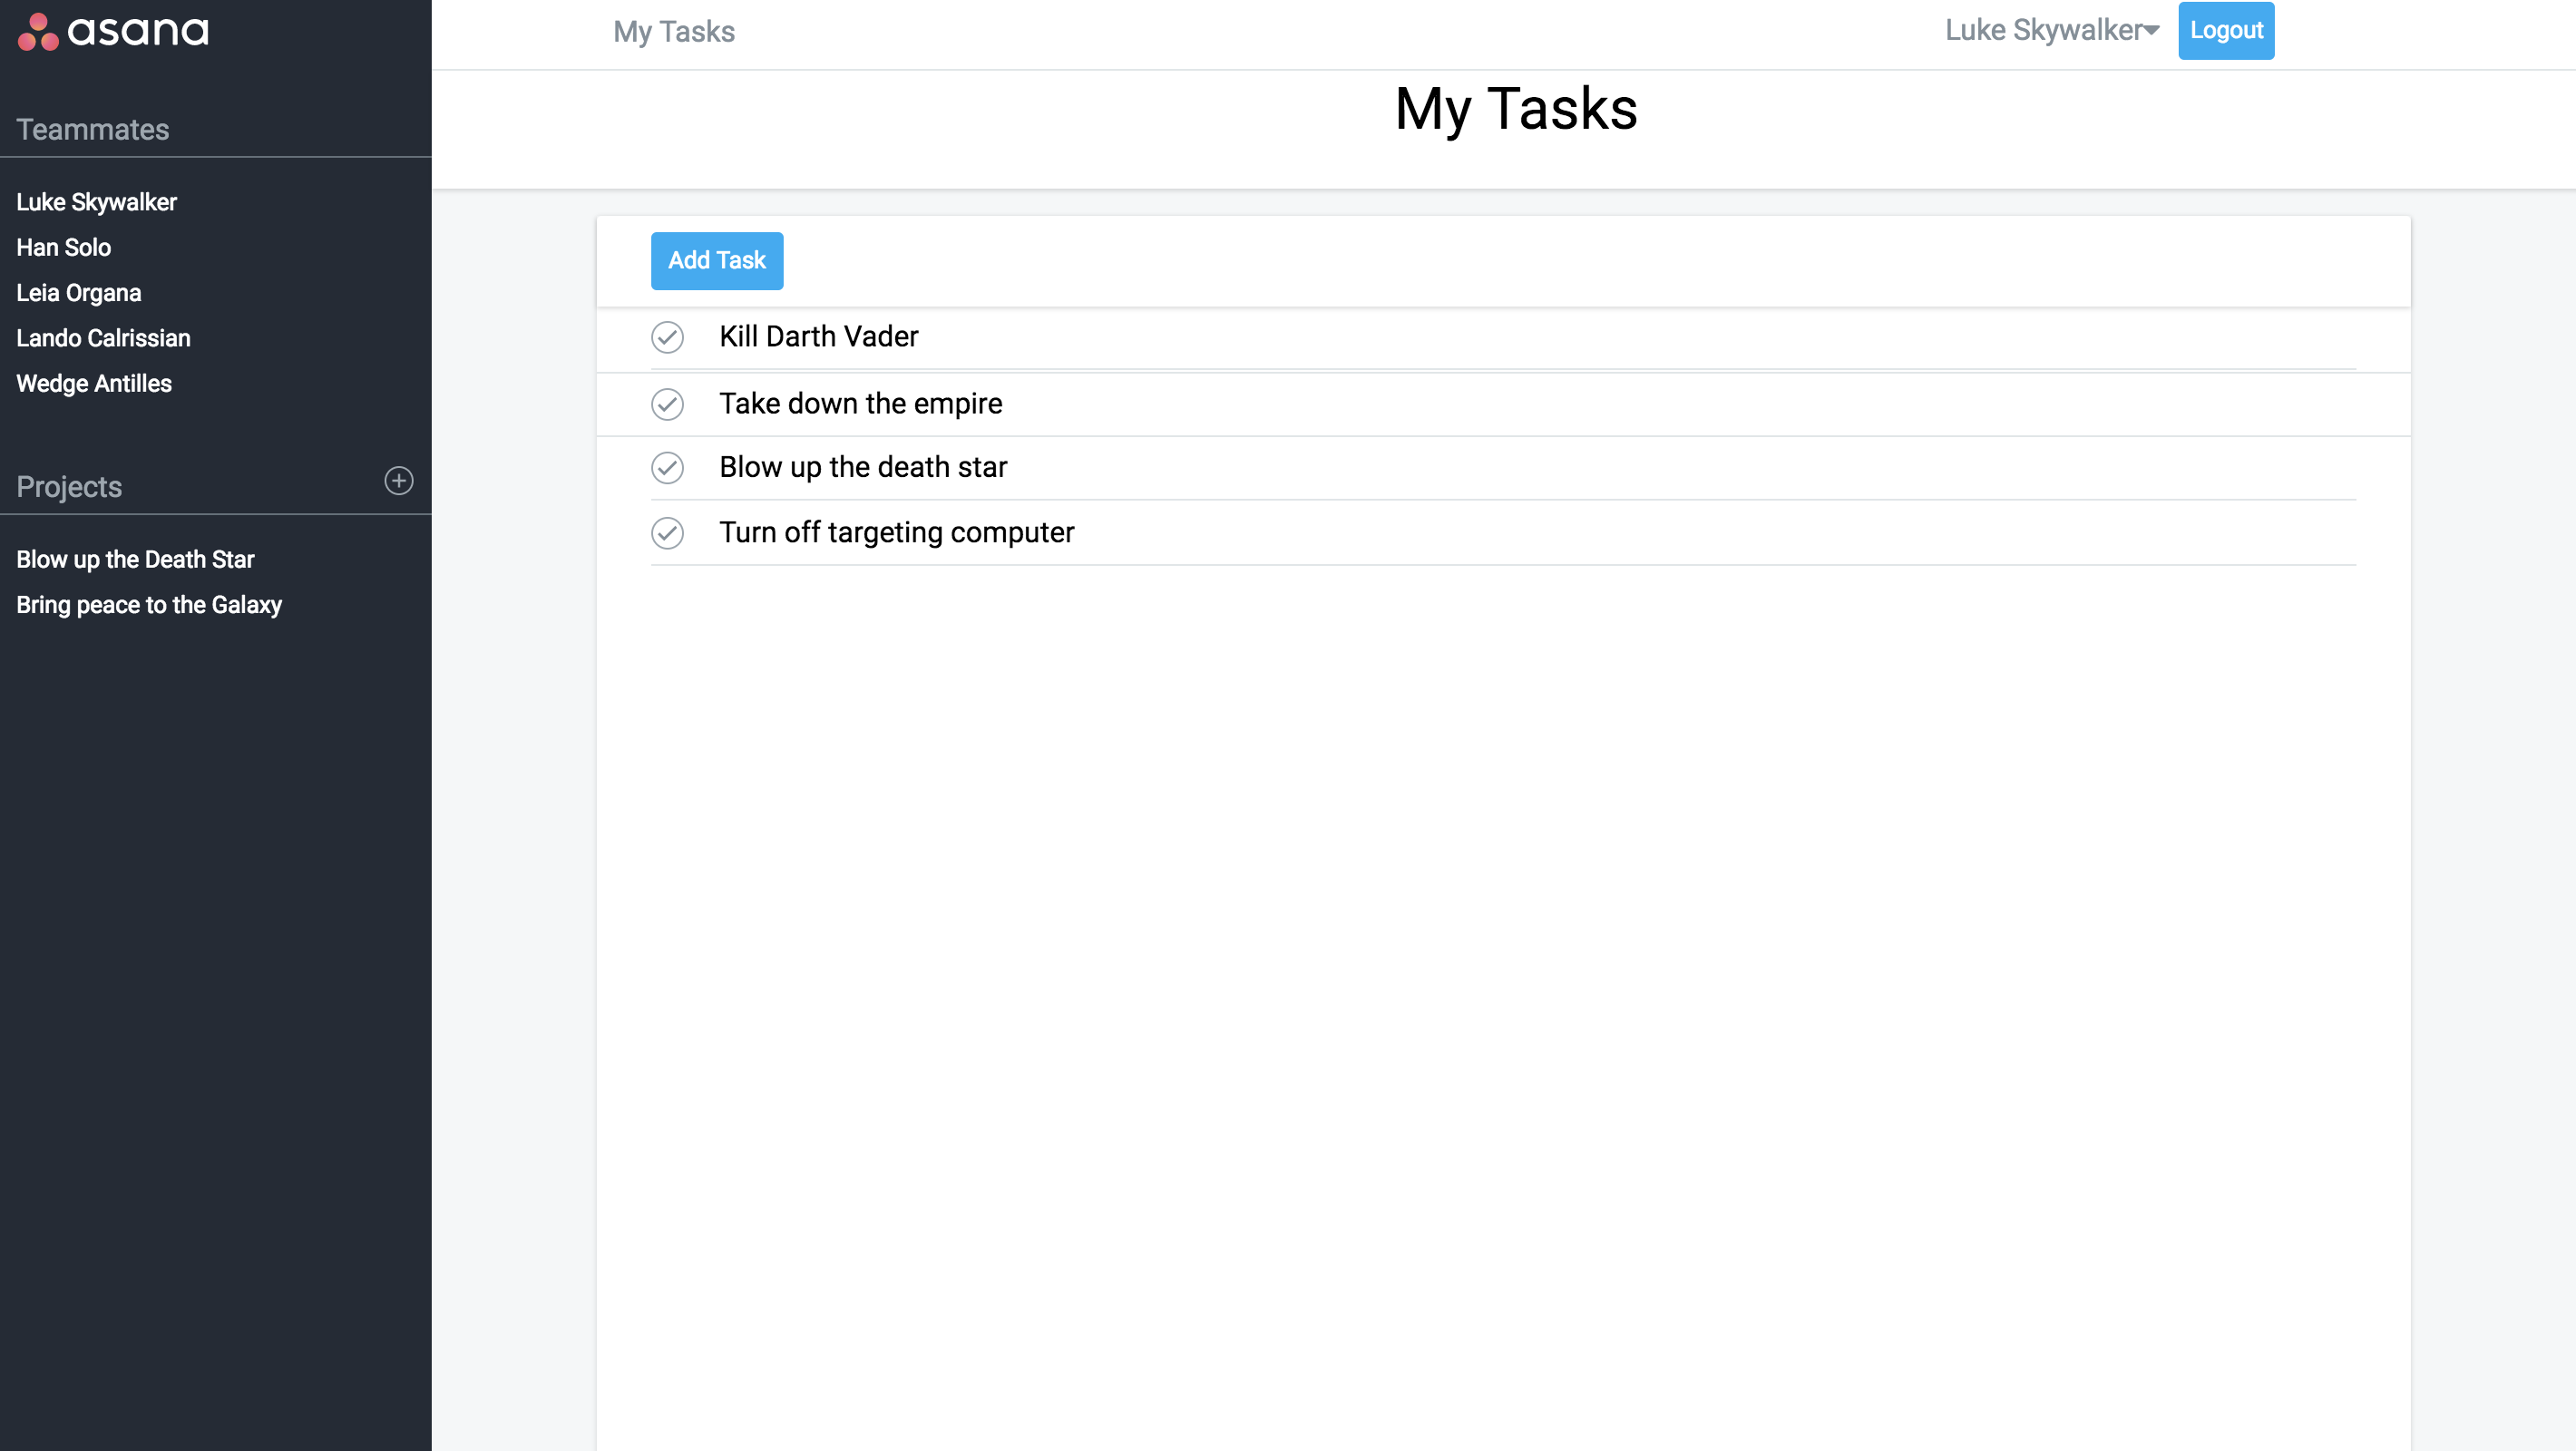 asana
Teammates
Luke Skywalker
Han Solo
Leia Organa
Lando Calrissian
Wedge Antilles
Projects
Blow up the Death Star
Bring peace to the Galaxy
My Tasks
Luke Skywalker
Logout
My Tasks
Add Task
Kill Darth Vader
Take down the empire
Blow up the death star
Turn off targeting computer